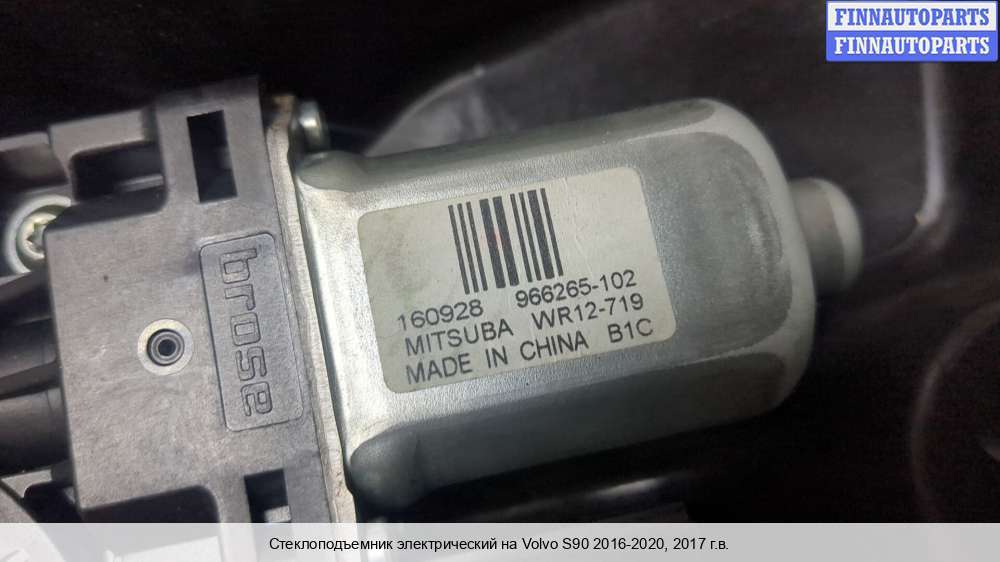 FINNAUTOPARTS
FINNAUTOPARTS
brose
160928 966265-102
MITSUBA WR12-719
MADE IN CHINA B1C
Стеклоподъемник электрический на Volvo S90 2016-2020, 2017 г.в.